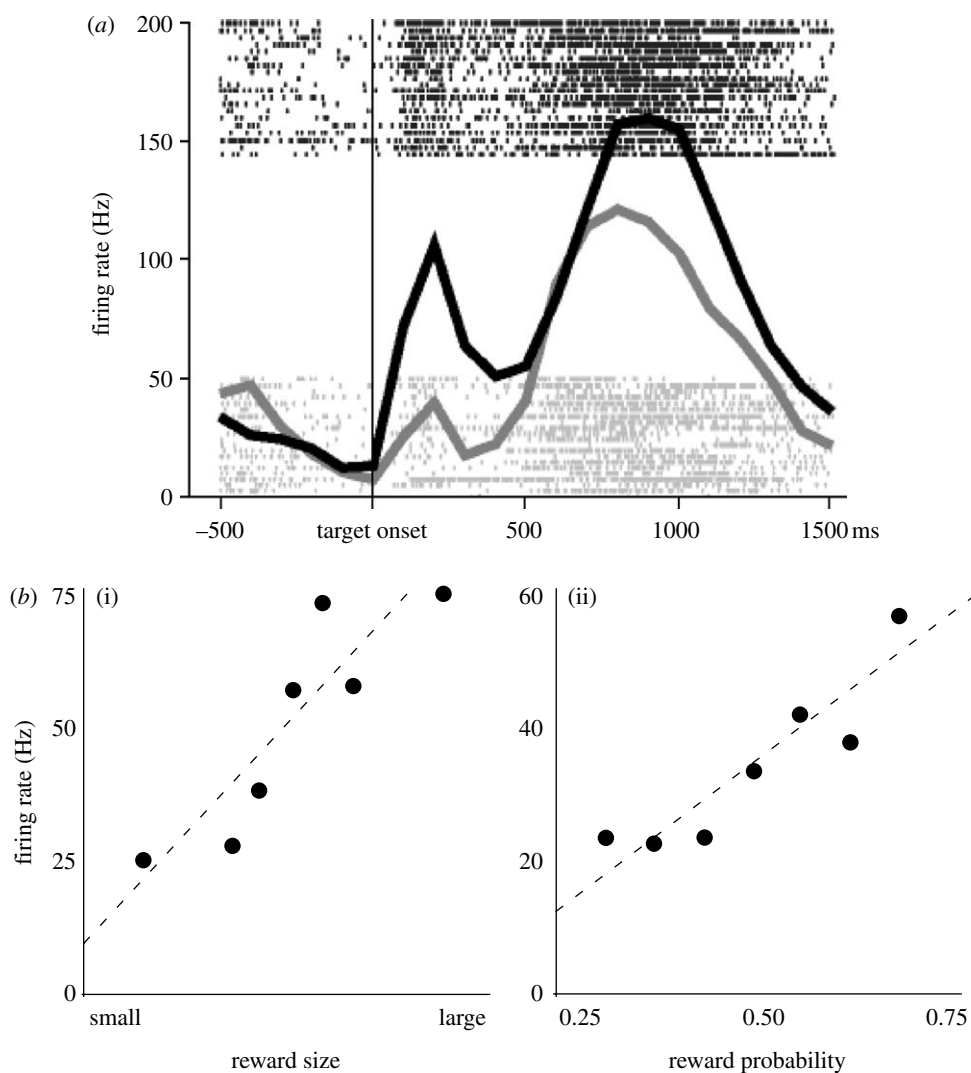 (a)
200
150
100
50
0
firing rate (Hz)
–500 target onset 500 1000 1500 ms
(b) (i) (ii)
75
50
25
0
firing rate (Hz)
small large
reward size
60
40
20
0
0.25 0.50 0.75
reward probability